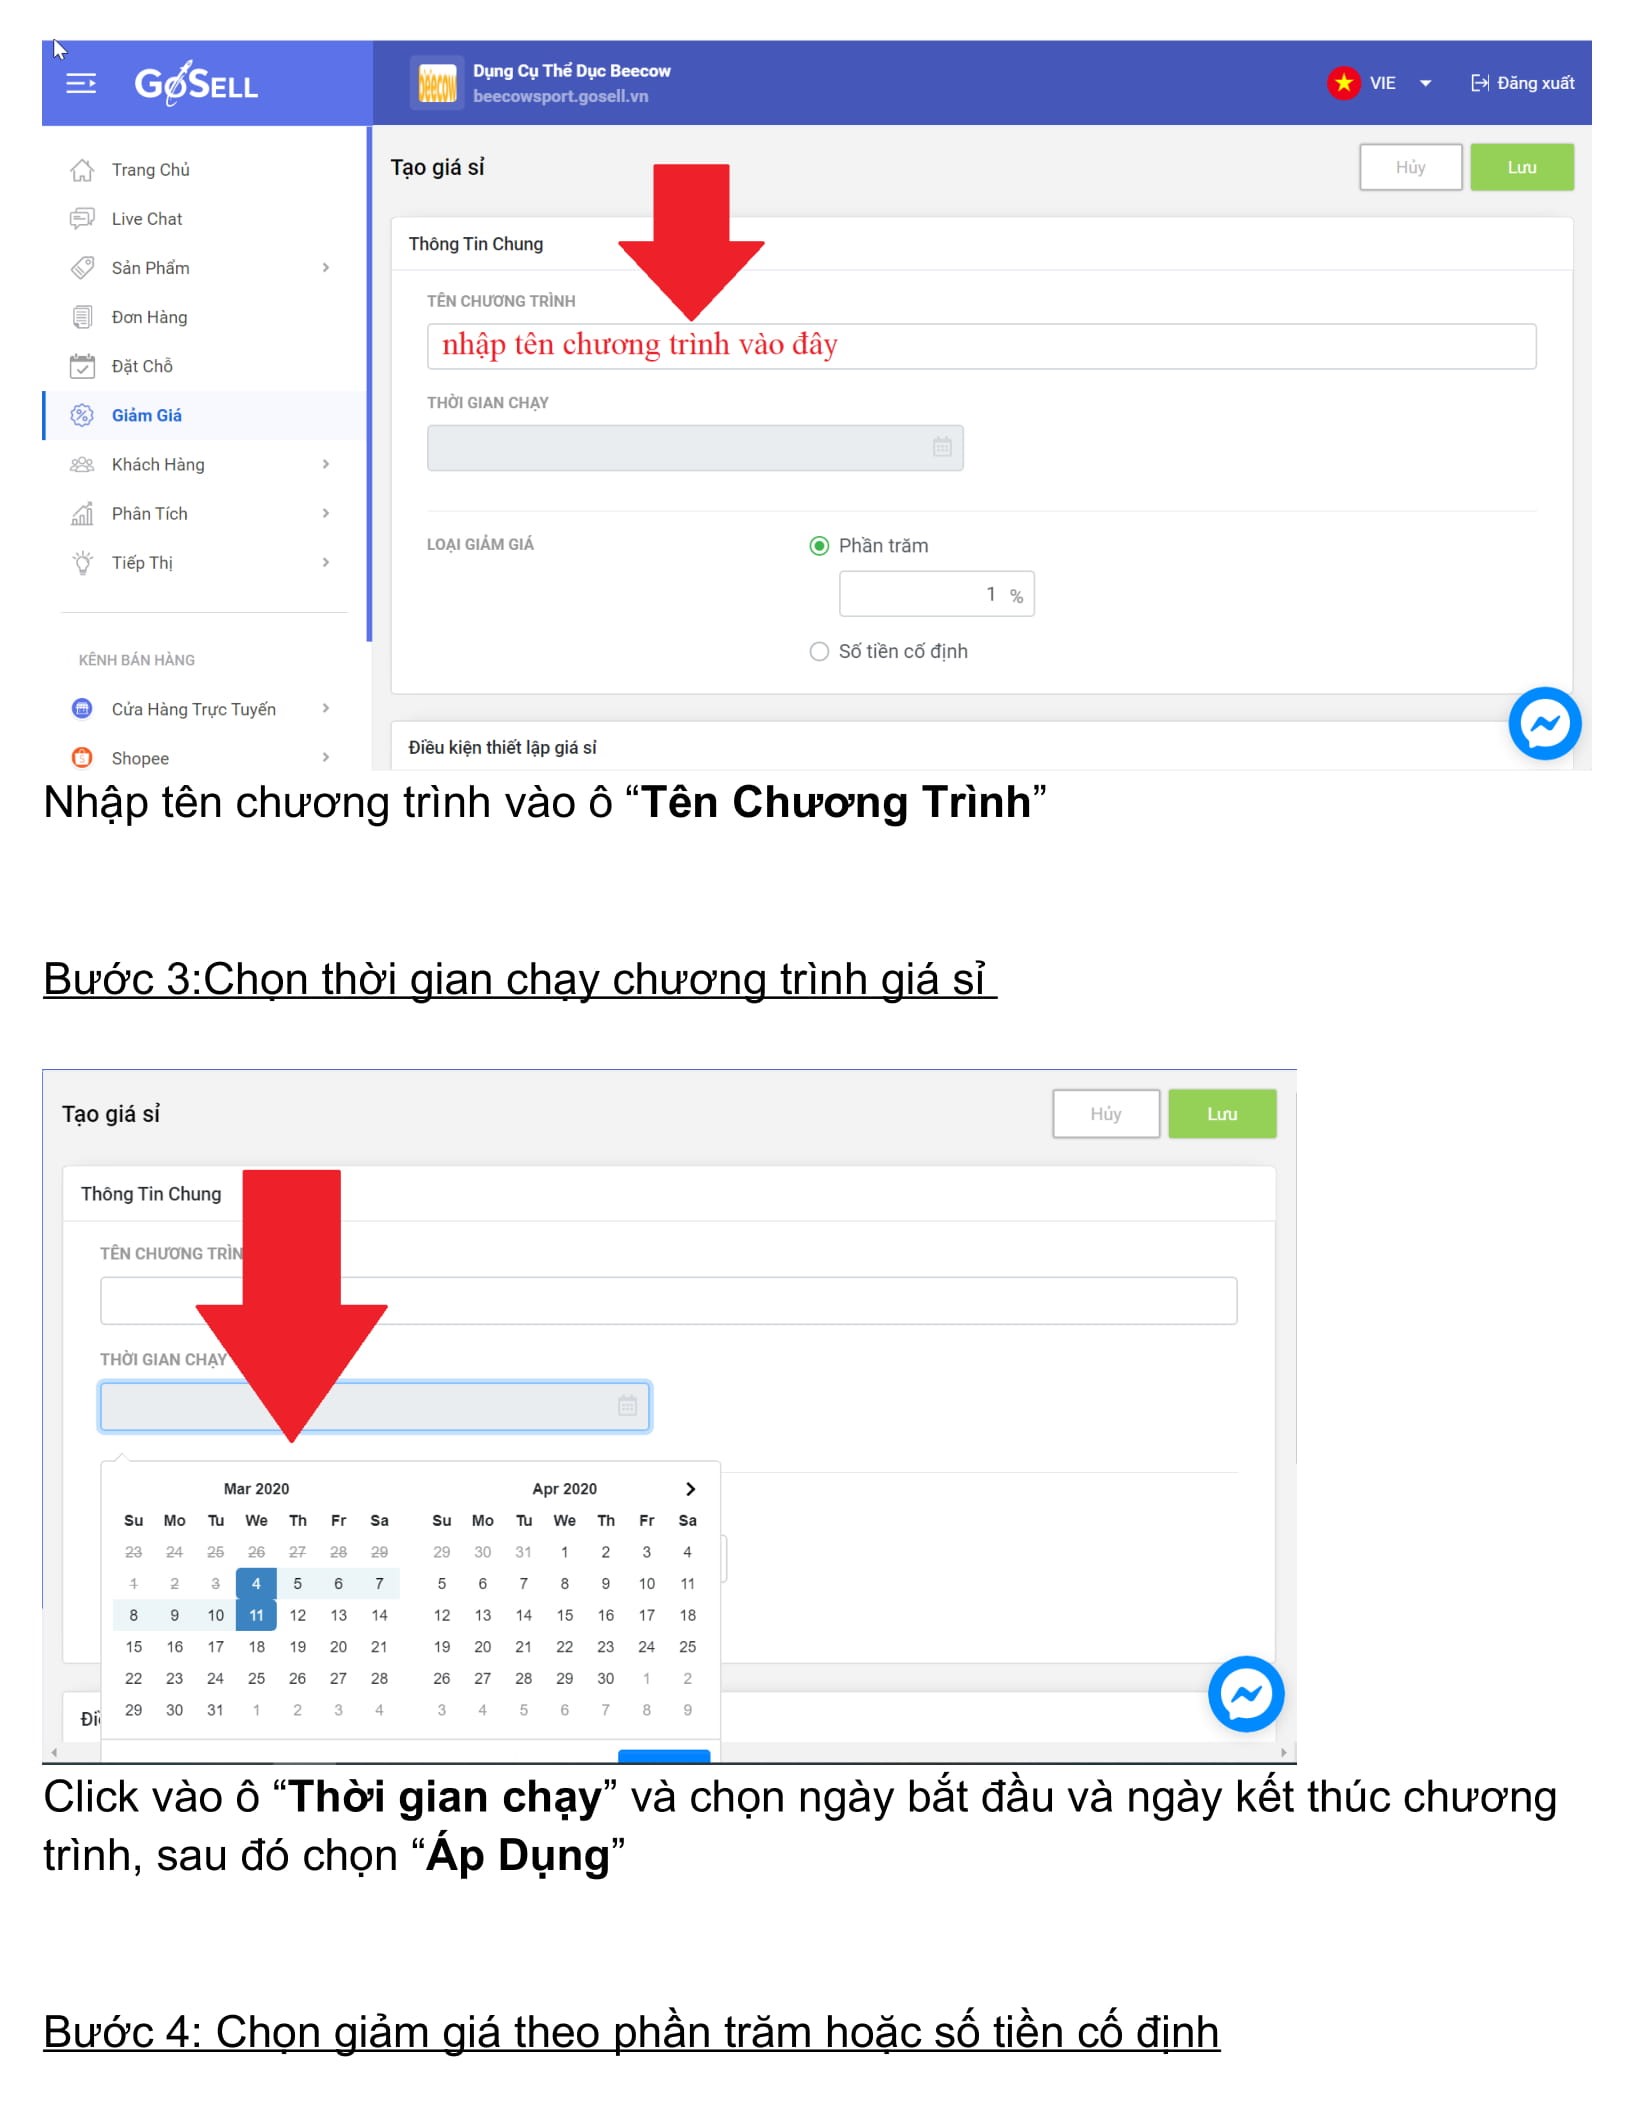 GoSELL
Dụng Cụ Thể Dục Beecow
beecow
beecowsport.gosell.vn
VIE
Đăng xuất
Trang Chủ
Live Chat
Sản Phẩm
Đơn Hàng
Đặt Chỗ
Giảm Giá
Khách Hàng
Phân Tích
Tiếp Thị
KÊNH BÁN HÀNG
Cửa Hàng Trực Tuyến
Shopee
Tạo giá sỉ
Hủy
Lưu
Thông Tin Chung
TÊN CHƯƠNG TRÌNH
nhập tên chương trình vào đây
THỜI GIAN CHẠY
LOẠI GIẢM GIÁ
Phần trăm
1 %
Số tiền cố định
Điều kiện thiết lập giá sỉ
Nhập tên chương trình vào ô “Tên Chương Trình”
Bước 3:Chọn thời gian chạy chương trình giá sỉ
Tạo giá sỉ
Hủy
Lưu
Thông Tin Chung
TÊN CHƯƠNG TRÌN
THỜI GIAN CHẠY
Mar 2020 Apr 2020
Su Mo Tu We Th Fr Sa Su Mo Tu We Th Fr Sa
23 24 25 26 27 28 29 29 30 31 1 2 3 4
1 2 3 4 5 6 7 5 6 7 8 9 10 11
8 9 10 11 12 13 14 12 13 14 15 16 17 18
15 16 17 18 19 20 21 19 20 21 22 23 24 25
22 23 24 25 26 27 28 26 27 28 29 30 1 2
29 30 31 1 2 3 4 3 4 5 6 7 8 9
Đi
Click vào ô “Thời gian chạy” và chọn ngày bắt đầu và ngày kết thúc chương
trình, sau đó chọn “Áp Dụng”
Bước 4: Chọn giảm giá theo phần trăm hoặc số tiền cố định